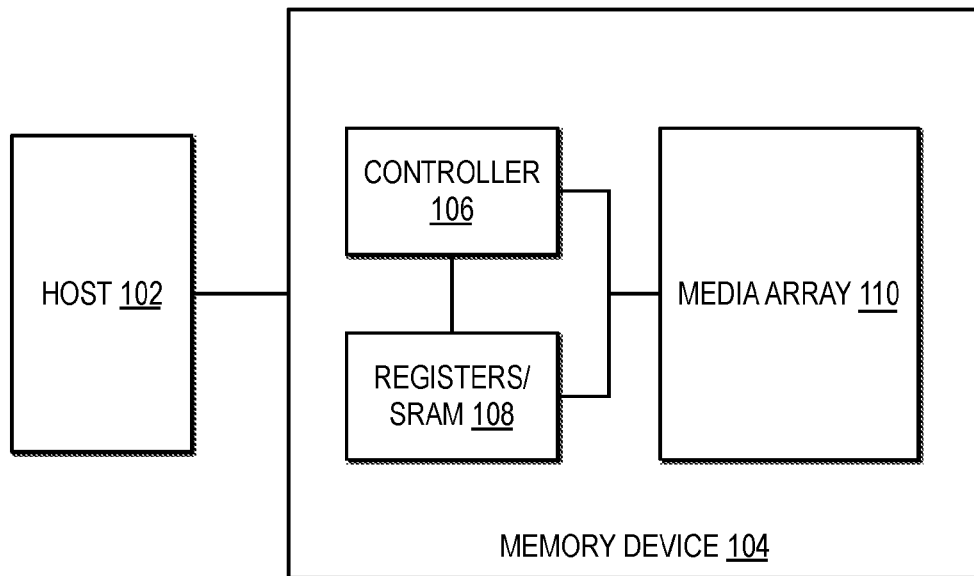 HOST 102
CONTROLLER
106
REGISTERS/
SRAM 108
MEDIA ARRAY 110
MEMORY DEVICE 104